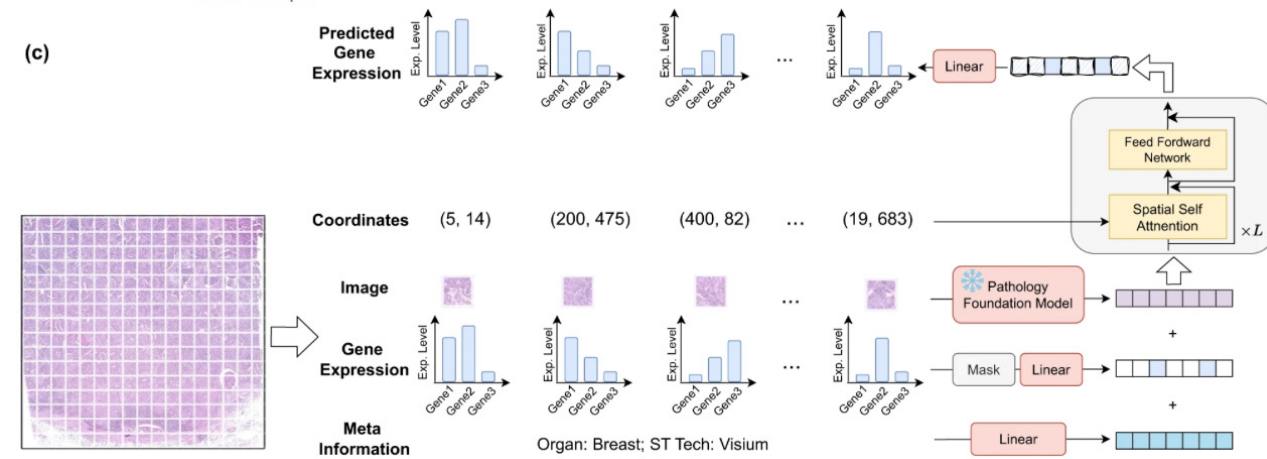 (c)
Predicted
Gene
Expression
Exp. Level
Gene1
Gene2
Gene3
Exp. Level
Gene1
Gene2
Gene3
Exp. Level
Gene1
Gene2
Gene3
...
Exp. Level
Gene1
Gene2
Gene3
Linear
Feed Fordward
Network
Spatial Self
Attnention
×L
Coordinates
(5, 14)
(200, 475)
(400, 82)
...
(19, 683)
Image
...
Pathology
Foundation Model
+
Gene
Expression
Exp. Level
Gene1
Gene2
Gene3
Exp. Level
Gene1
Gene2
Gene3
Exp. Level
Gene1
Gene2
Gene3
...
Exp. Level
Gene1
Gene2
Gene3
Mask
Linear
+
Meta
Information
Organ: Breast; ST Tech: Visium
Linear